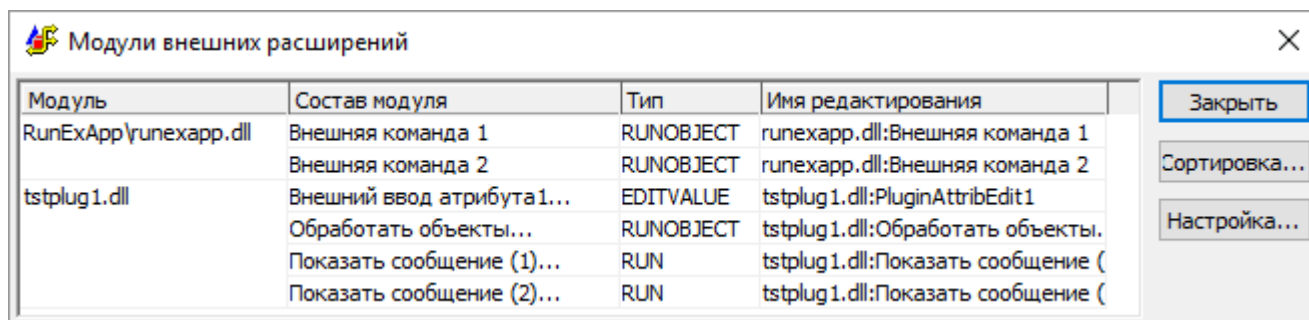 Модули внешних расширений
Модуль Состав модуля Тип Имя редактирования Закрыть
RunExApp\runexapp.dll Внешняя команда 1 RUNOBJECT runexapp.dll:Внешняя команда 1
Внешняя команда 2 RUNOBJECT runexapp.dll:Внешняя команда 2 Сортировка...
tstplug1.dll Внешний ввод атрибута1... EDITVALUE tstplug1.dll:PluginAttribEdit1
Обработать объекты... RUNOBJECT tstplug1.dll:Обработать объекты. Настройка...
Показать сообщение (1)... RUN tstplug1.dll:Показать сообщение (
Показать сообщение (2)... RUN tstplug1.dll:Показать сообщение (